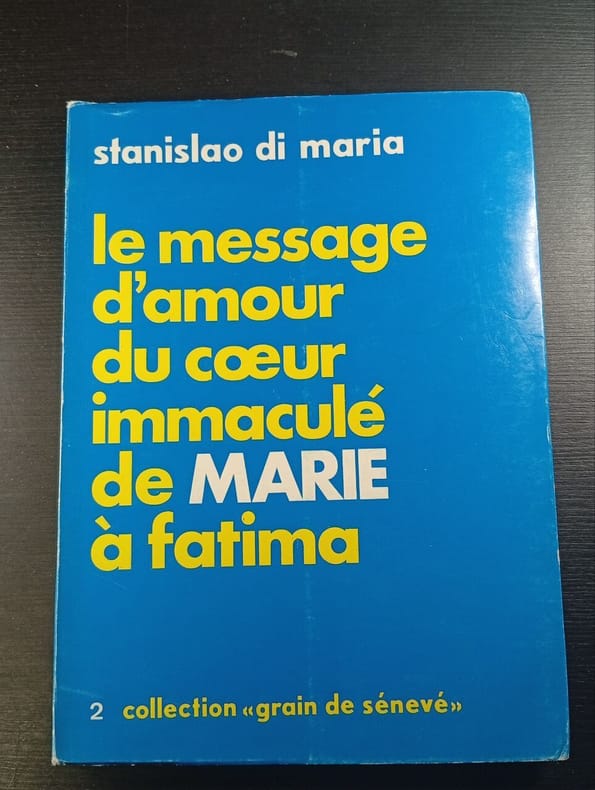 stanislao di maria
le message
d'amour
du cœur
immaculé
de MARIE
à fatima
2 collection «grain de sénevé»